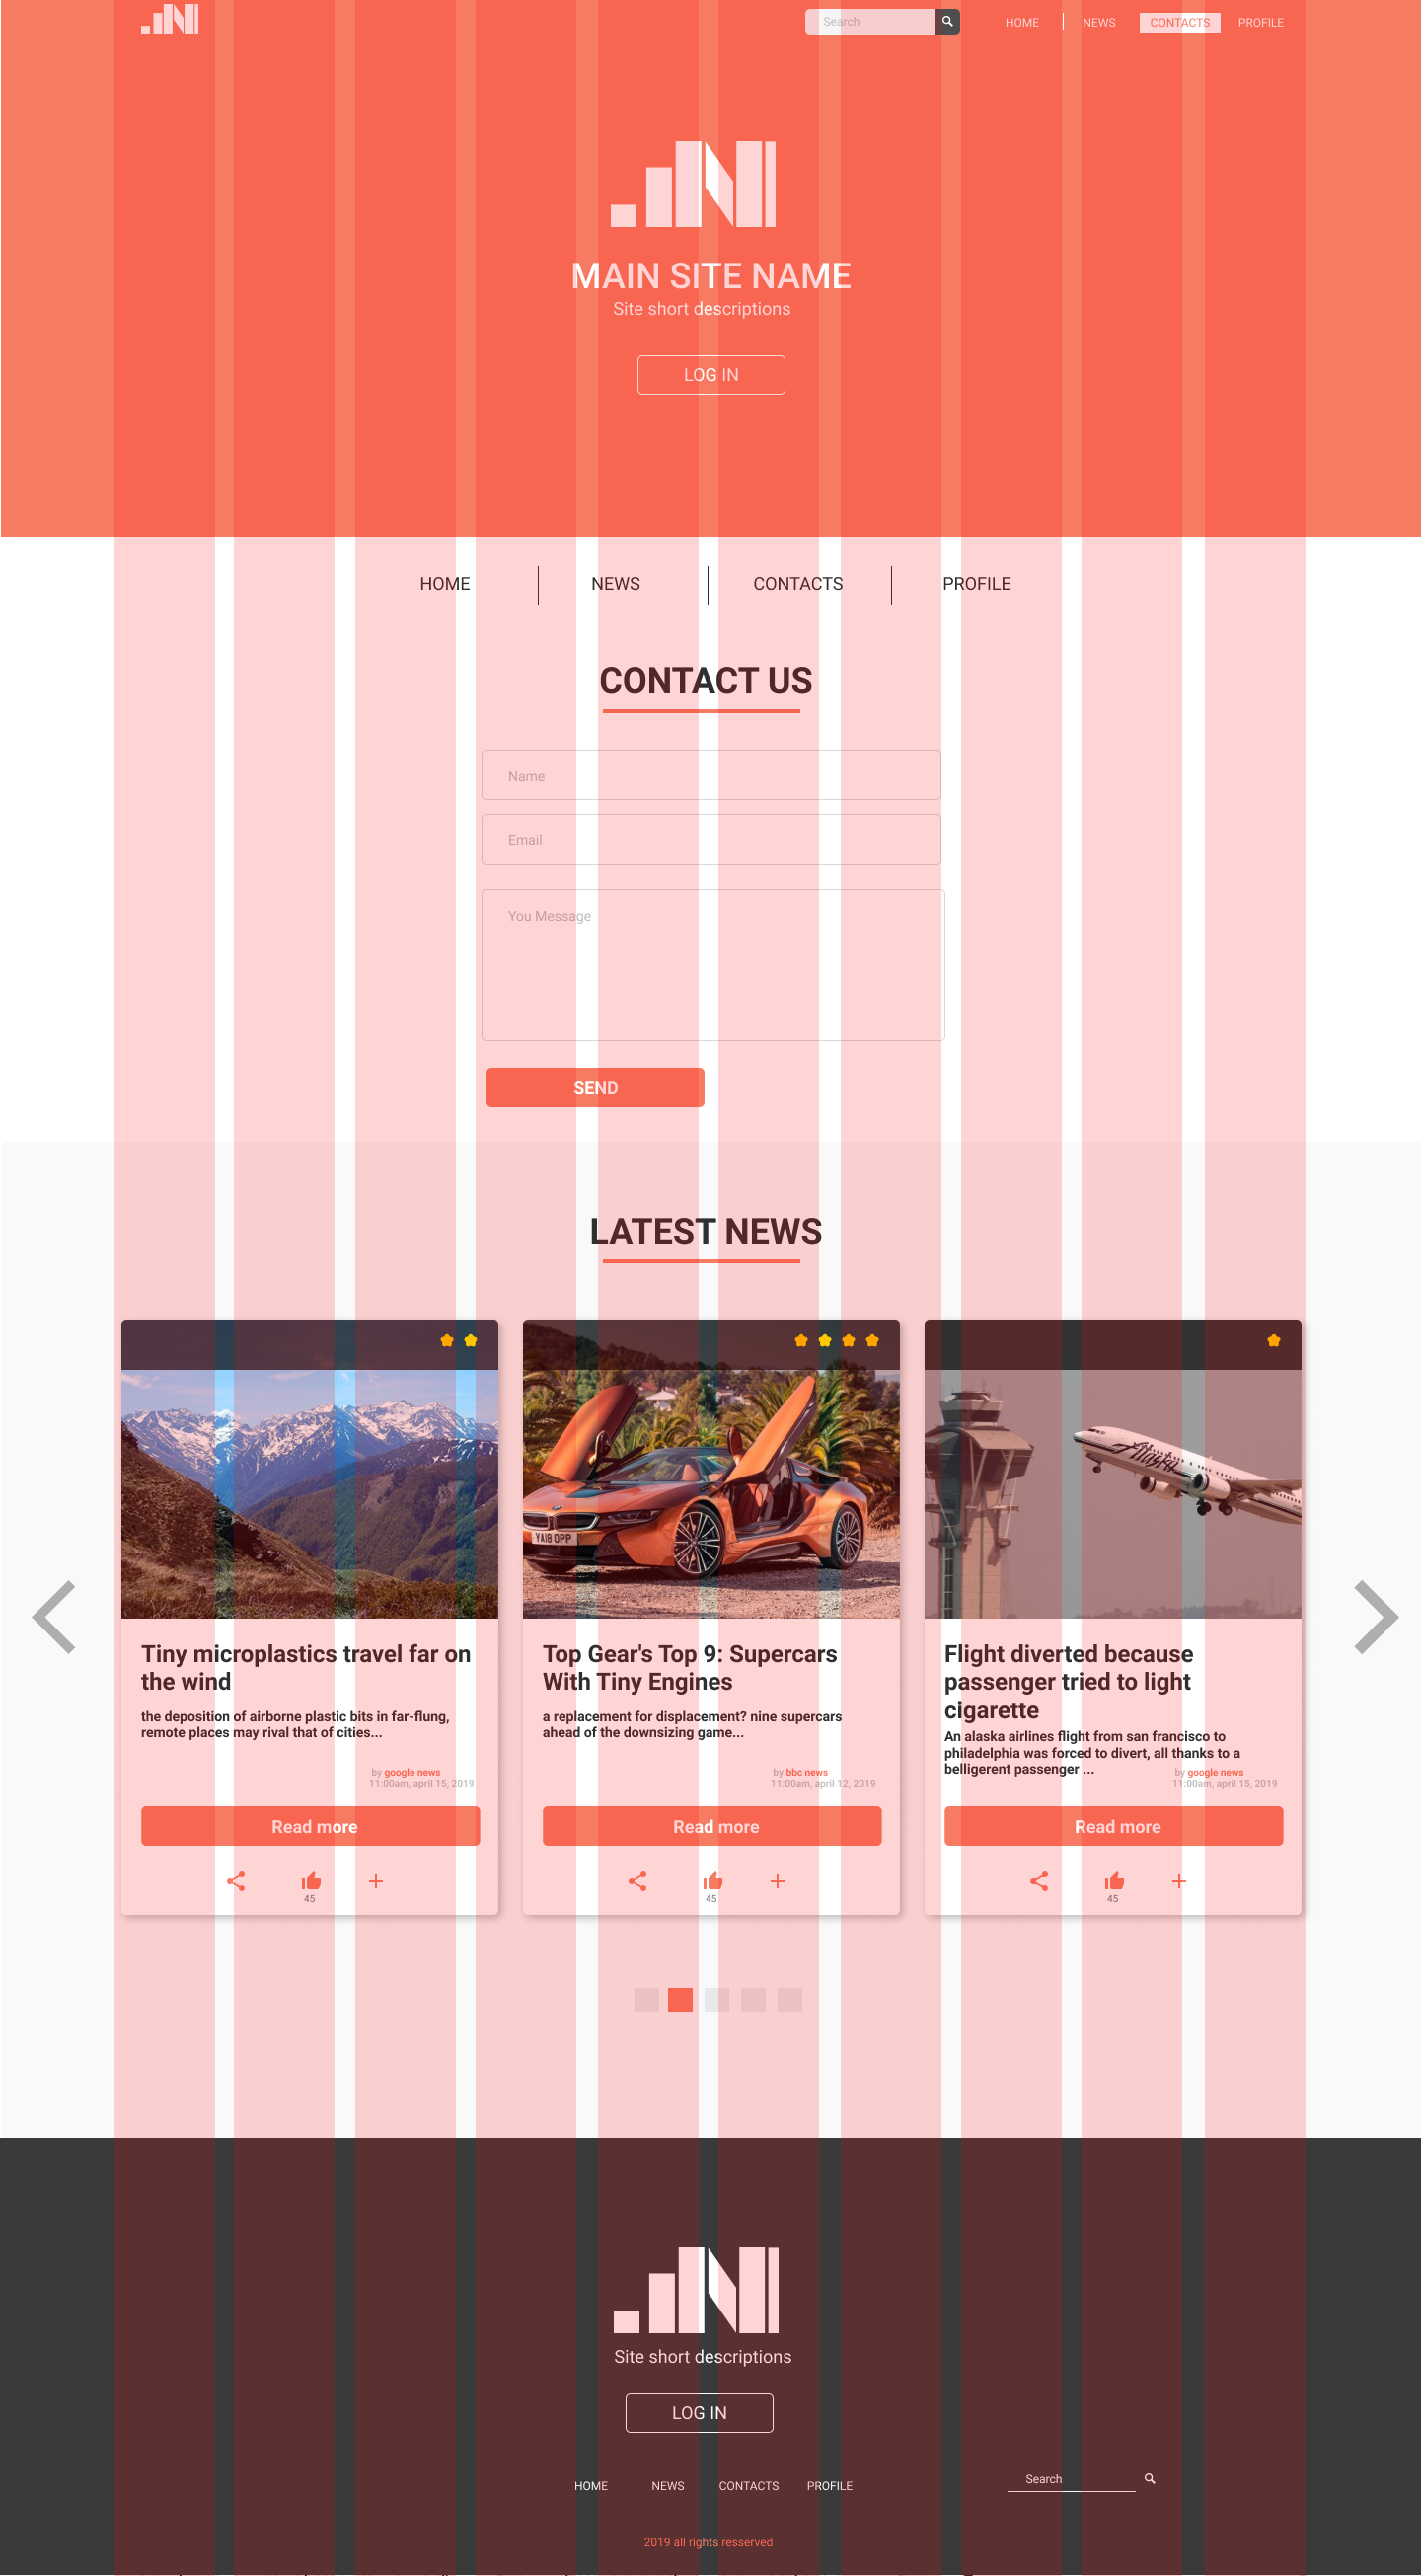 Search
HOME
NEWS
CONTACTS
PROFILE
MAIN SITE NAME
Site short descriptions
LOG IN
HOME
NEWS
CONTACTS
PROFILE
CONTACT US
Name
Email
You Message
SEND
LATEST NEWS
YA18 OPP
Alaska
Tiny microplastics travel far on
the wind
the deposition of airborne plastic bits in far-flung,
remote places may rival that of cities...
by google news
11:00am, april 15, 2019
Read more
45
Top Gear's Top 9: Supercars
With Tiny Engines
a replacement for displacement? nine supercars
ahead of the downsizing game...
by bbc news
11:00am, april 12, 2019
Read more
45
Flight diverted because
passenger tried to light
cigarette
An alaska airlines flight from san francisco to
philadelphia was forced to divert, all thanks to a
belligerent passenger ...
by google news
11:00am, april 15, 2019
Read more
45
Site short descriptions
LOG IN
HOME
NEWS
CONTACTS
PROFILE
Search
2019 all rights resserved